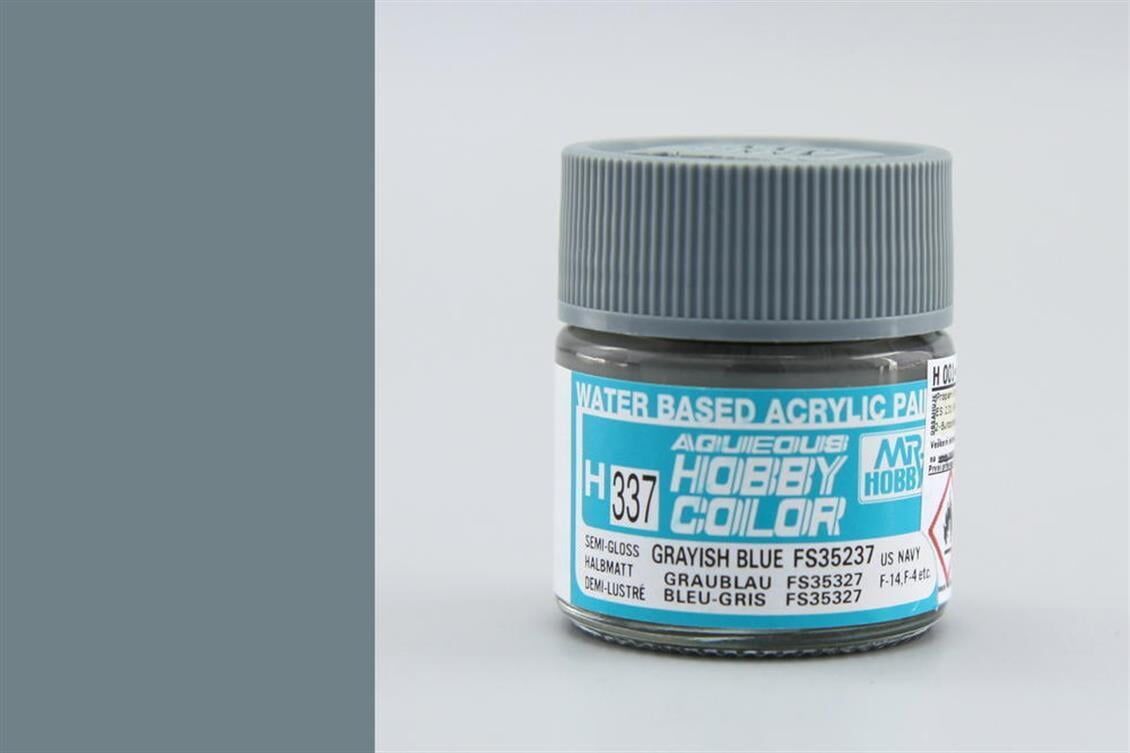 WATER BASED ACRYLIC PAI
AQUEOUS
HOBBY
COLOR
MR.
HOBBY
H 337
SEMI-GLOSS
HALBMATT
DEMI-LUSTRÉ
GRAYISH BLUE FS35237
GRAUBLAU FS35327
BLEU-GRIS FS35327
US NAVY
F-14,F-4 etc.
H 001-